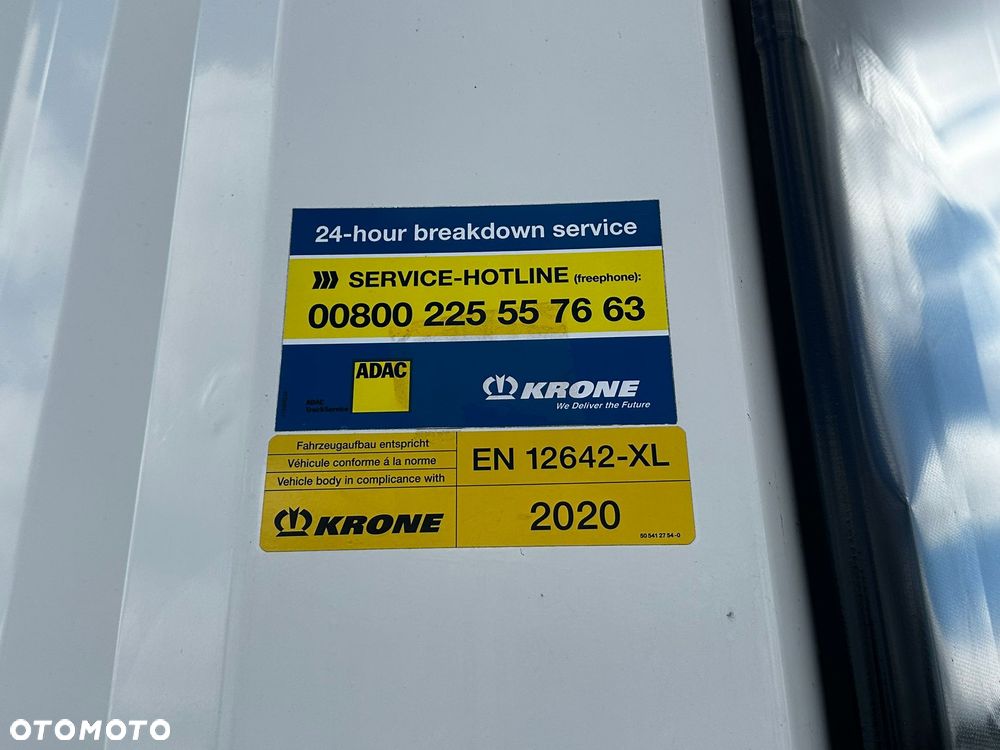 24-hour breakdown service
SERVICE-HOTLINE (freephone):
00800 225 55 76 63
ADAC
ADAC
TruckService
KRONE
We Deliver the Future
Fahrzeugaufbau entspricht
Véhicule conforme á la norme
Vehicle body in complicance with
EN 12642-XL
KRONE
2020
50 541 27 54-0
OTOMOTO